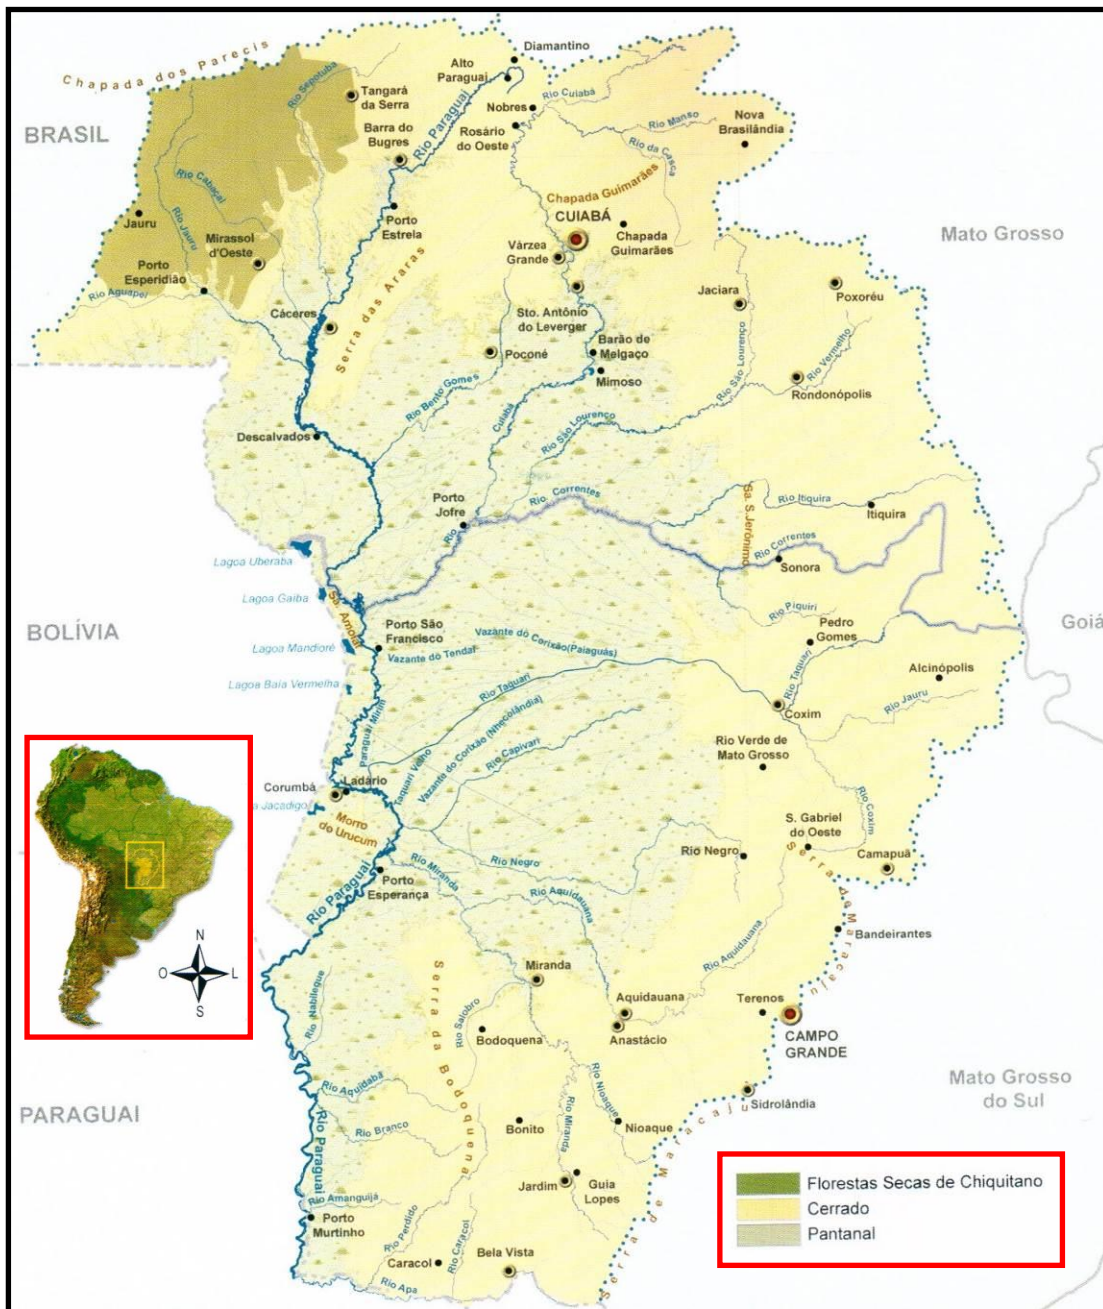 Chapada dos Parecis
Diamantino
Alto
Paraguai
Rio Sepotuba
Tangará
da Serra
Nobres
Rio Cuiabá
BRASIL
Barra do
Bugres
Rio Paraguai
Rosário
do Oeste
Rio Manso
Nova
Brasilândia
Rio da Casca
Rio Cabaçal
Chapada Guimarães
Jauru
Rio Jauru
Porto
Estrela
CUIABÁ
Chapada
Guimarães
Mato Grosso
Mirassol
d'Oeste
Várzea
Grande
Porto
Esperidião
Rio Aguapeí
Serra das Araras
Jaciara
Poxoréu
Cáceres
Sto. Antônio
do Leverger
Rio São Lourenço
Rio Vermelho
Poconé
Barão de
Melgaço
Mimoso
Rio Bento Gomes
Rondonópolis
Cuiabá
Rio São Lourenço
Descalvados
Porto
Jofre
Rio
Rio Correntes
Sa. S.Jerônimo
Rio Itiquira
Itiquira
Rio Correntes
Sonora
Lagoa Uberaba
Lagoa Gaíba
Sa. Amolar
Rio Piquiri
BOLÍVIA
Porto São
Francisco
Vazante do Corixão(Paiaguás)
Pedro
Gomes
Goiá
Lagoa Mandioré
Vazante do Tendal
Rio Taquari
Alcinópolis
Lagoa Baía Vermelha
Rio Taquari
Rio Jauru
Coxim
Paraguai Mirim
Taquari Velho
Vazante do Corixão (Nhecolândia)
Rio Capivari
Rio Verde de
Mato Grosso
Corumbá
Ladário
a Jacadigo
Rio Coxim
Morro
do Urucum
S. Gabriel
do Oeste
Rio Negro
Rio Negro
Camapuã
Rio Paraguai
Porto
Esperança
Rio Miranda
Rio Aquidauana
Serra de Maracaju
N
O
L
S
Bandeirantes
Rio Aquidauana
Rio Nabilegue
Serra da Bodoquena
Miranda
Rio Salobro
Aquidauana
Anastácio
Terenos
CAMPO
GRANDE
Bodoquena
Rio Aquidabã
Rio Nioaque
Mato Grosso
do Sul
Sidrolândia
PARAGUAI
Rio Paraguai
Rio Branco
Bonito
Rio Miranda
Nioaque
Serra de Maracaju
Jardim
Guia
Lopes
Rio Amanguijá
Porto
Murtinho
Rio Perdido
Rio Caracol
Caracol
Bela Vista
Rio Apa
Florestas Secas de Chiquitano
Cerrado
Pantanal